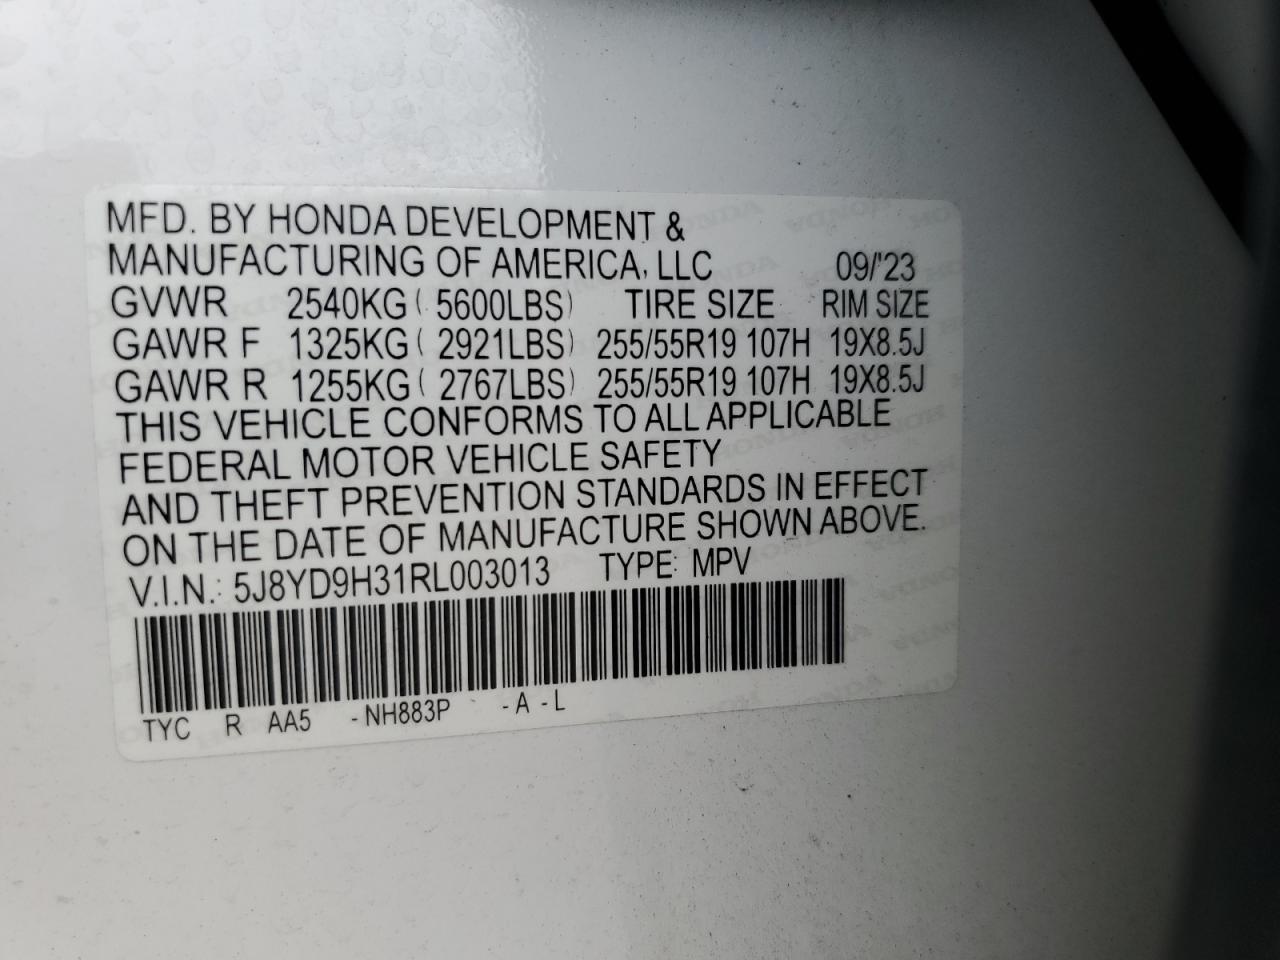 MFD. BY HONDA DEVELOPMENT &
MANUFACTURING OF AMERICA, LLC 09/'23
GVWR 2540KG( 5600LBS) TIRE SIZE RIM SIZE
GAWR F 1325KG( 2921LBS) 255/55R19 107H 19X8.5J
GAWR R 1255KG( 2767LBS) 255/55R19 107H 19X8.5J
THIS VEHICLE CONFORMS TO ALL APPLICABLE
FEDERAL MOTOR VEHICLE SAFETY
AND THEFT PREVENTION STANDARDS IN EFFECT
ON THE DATE OF MANUFACTURE SHOWN ABOVE.
V.I.N.: 5J8YD9H31RL003013 TYPE: MPV
TYC R AA5 -NH883P -A -L